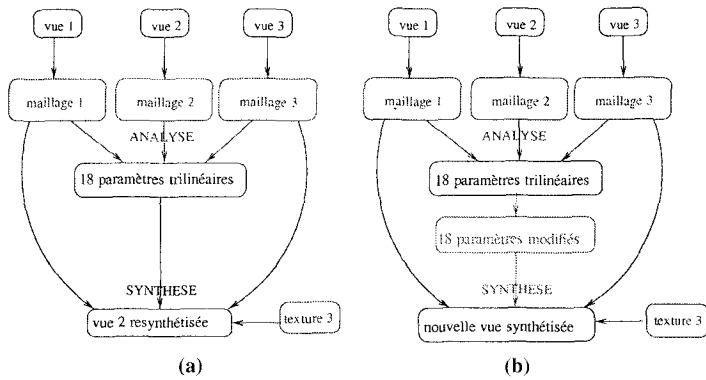 vue 1
vue 2
vue 3
maillage 1
maillage 2
maillage 3
ANALYSE
18 paramètres trilinéaires
SYNTHESE
vue 2 resynthétisée
texture 3
(a)
vue 1
vue 2
vue 3
maillage 1
maillage 2
maillage 3
ANALYSE
18 paramètres trilinéaires
18 paramètres modifiés
SYNTHESE
nouvelle vue synthétisée
texture 3
(b)